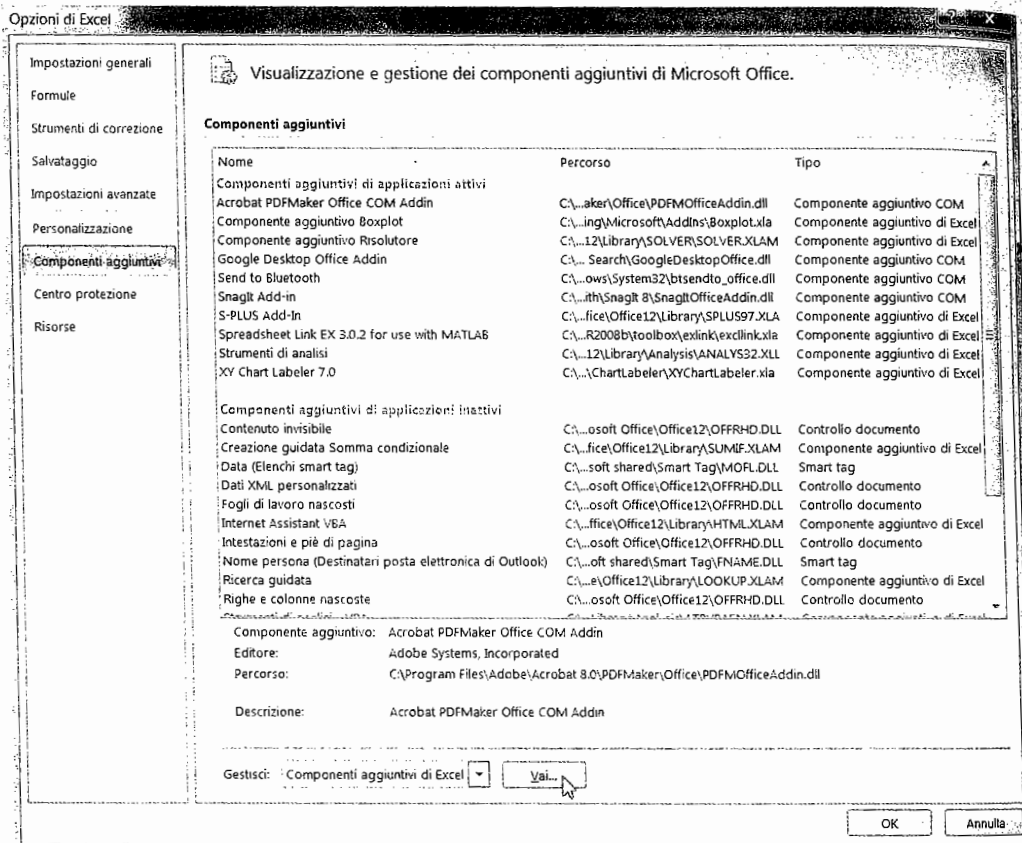 Opzioni di Excel
Impostazioni generali
Formule
Strumenti di correzione
Salvataggio
Impostazioni avanzate
Personalizzazione
Componenti aggiuntivi
Centro protezione
Risorse
Visualizzazione e gestione dei componenti aggiuntivi di Microsoft Office.
Componenti aggiuntivi
Nome Percorso Tipo
Componenti aggiuntivi di applicazioni attivi
Acrobat PDFMaker Office COM Addin C:\...aker\Office\PDFMOfficeAddin.dll Componente aggiuntivo COM
Componente aggiuntivo Boxplot C:\...ing\Microsoft\AddIns\Boxplot.xla Componente aggiuntivo di Excel
Componente aggiuntivo Risolutore C:\...12\Library\SOLVER\SOLVER.XLAM Componente aggiuntivo di Excel
Google Desktop Office Addin C:\... Search\GoogleDesktopOffice.dll Componente aggiuntivo COM
Send to Bluetooth C:\...ows\System32\btsendto_office.dll Componente aggiuntivo COM
SnagIt Add-in C:\...ith\SnagIt 8\SnagItOfficeAddin.dll Componente aggiuntivo COM
S-PLUS Add-In C:\...fice\Office12\Library\SPLUS97.XLA Componente aggiuntivo di Excel
Spreadsheet Link EX 3.0.2 for use with MATLAB C:\...R2008b\toolbox\exlink\excllink.xla Componente aggiuntivo di Excel
Strumenti di analisi C:\...12\Library\Analysis\ANALYS32.XLL Componente aggiuntivo di Excel
XY Chart Labeler 7.0 C:\...\ChartLabeler\XYChartLabeler.xla Componente aggiuntivo di Excel
Componenti aggiuntivi di applicazioni inattivi
Contenuto invisibile C:\...osoft Office\Office12\OFFRHD.DLL Controllo documento
Creazione guidata Somma condizionale C:\...fice\Office12\Library\SUMIF.XLAM Componente aggiuntivo di Excel
Data (Elenchi smart tag) C:\...soft shared\Smart Tag\MOFL.DLL Smart tag
Dati XML personalizzati C:\...osoft Office\Office12\OFFRHD.DLL Controllo documento
Fogli di lavoro nascosti C:\...osoft Office\Office12\OFFRHD.DLL Controllo documento
Internet Assistant VBA C:\...ffice\Office12\Library\HTML.XLAM Componente aggiuntivo di Excel
Intestazioni e piè di pagina C:\...osoft Office\Office12\OFFRHD.DLL Controllo documento
Nome persona (Destinatari posta elettronica di Outlook) C:\...oft shared\Smart Tag\FNAME.DLL Smart tag
Ricerca guidata C:\...e\Office12\Library\LOOKUP.XLAM Componente aggiuntivo di Excel
Righe e colonne nascoste C:\...osoft Office\Office12\OFFRHD.DLL Controllo documento
Componente aggiuntivo: Acrobat PDFMaker Office COM Addin
Editore: Adobe Systems, Incorporated
Percorso: C:\Program Files\Adobe\Acrobat 8.0\PDFMaker\Office\PDFMOfficeAddin.dll
Descrizione: Acrobat PDFMaker Office COM Addin
Gestisci: Componenti aggiuntivi di Excel Vai...
OK Annulla